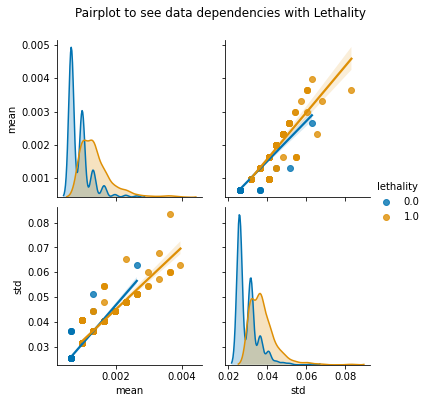 Pairplot to see data dependencies with Lethality
0.005
0.004
0.003
0.002
0.001
mean
lethality
0.0
1.0
0.08
0.07
0.06
0.05
0.04
0.03
std
0.002 0.004
mean
0.02 0.04 0.06 0.08
std